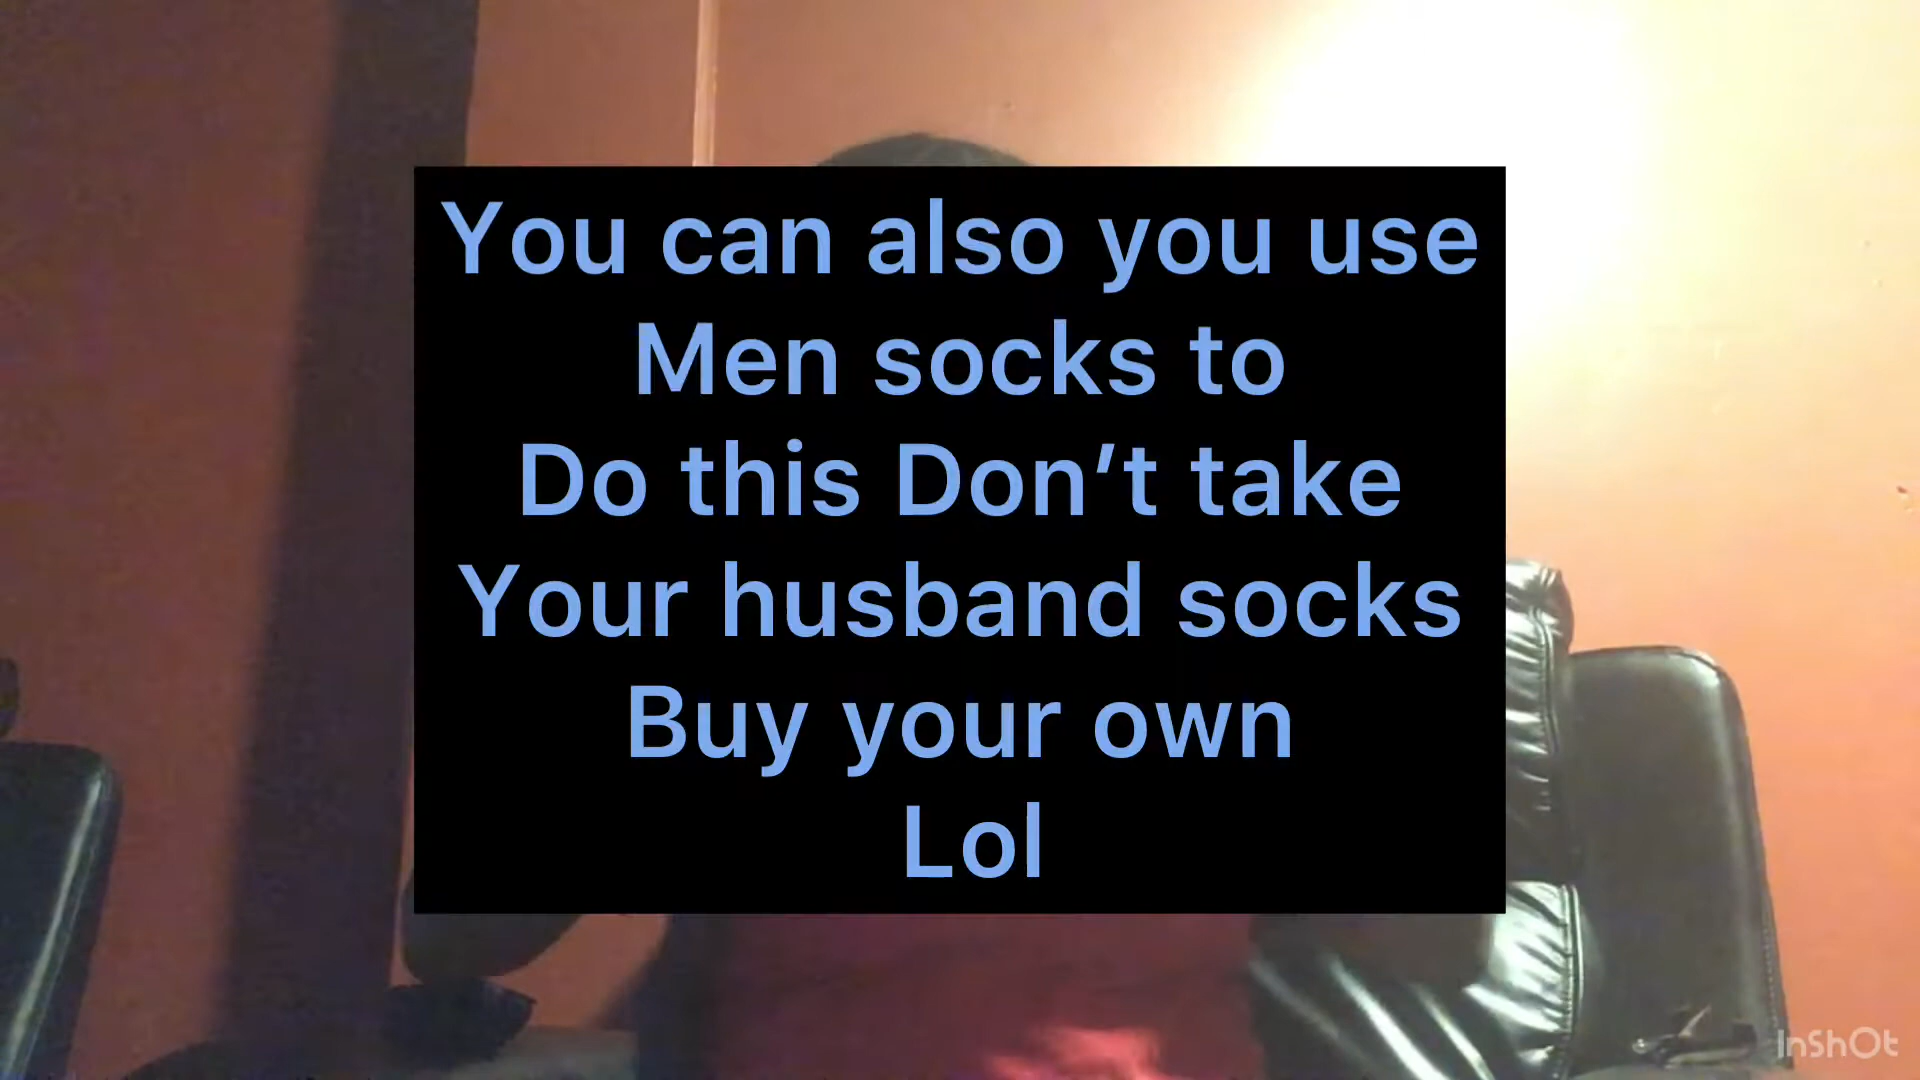 You can also you use
Men socks to
Do this Don’t take
Your husband socks
Buy your own
Lol
InShOt